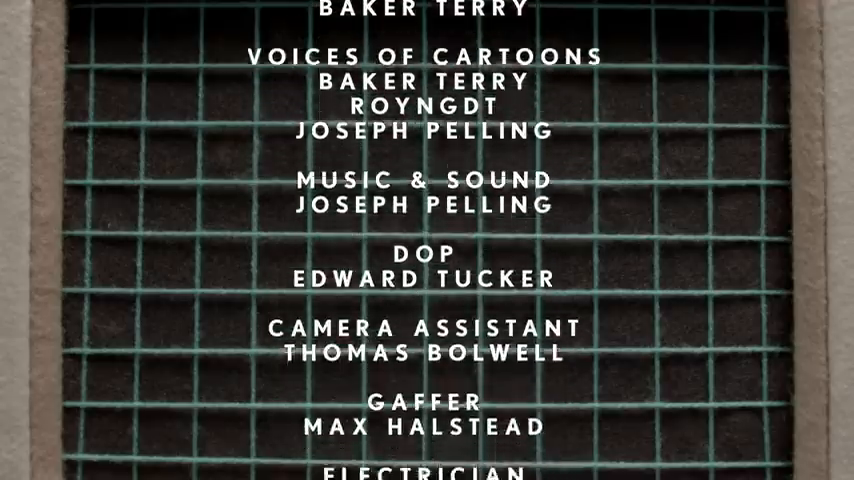 BAKER TERRY
VOICES OF CARTOONS
BAKER TERRY
ROYNGDT
JOSEPH PELLING
MUSIC & SOUND
JOSEPH PELLING
DOP
EDWARD TUCKER
CAMERA ASSISTANT
THOMAS BOLWELL
GAFFER
MAX HALSTEAD
ELECTRICIAN